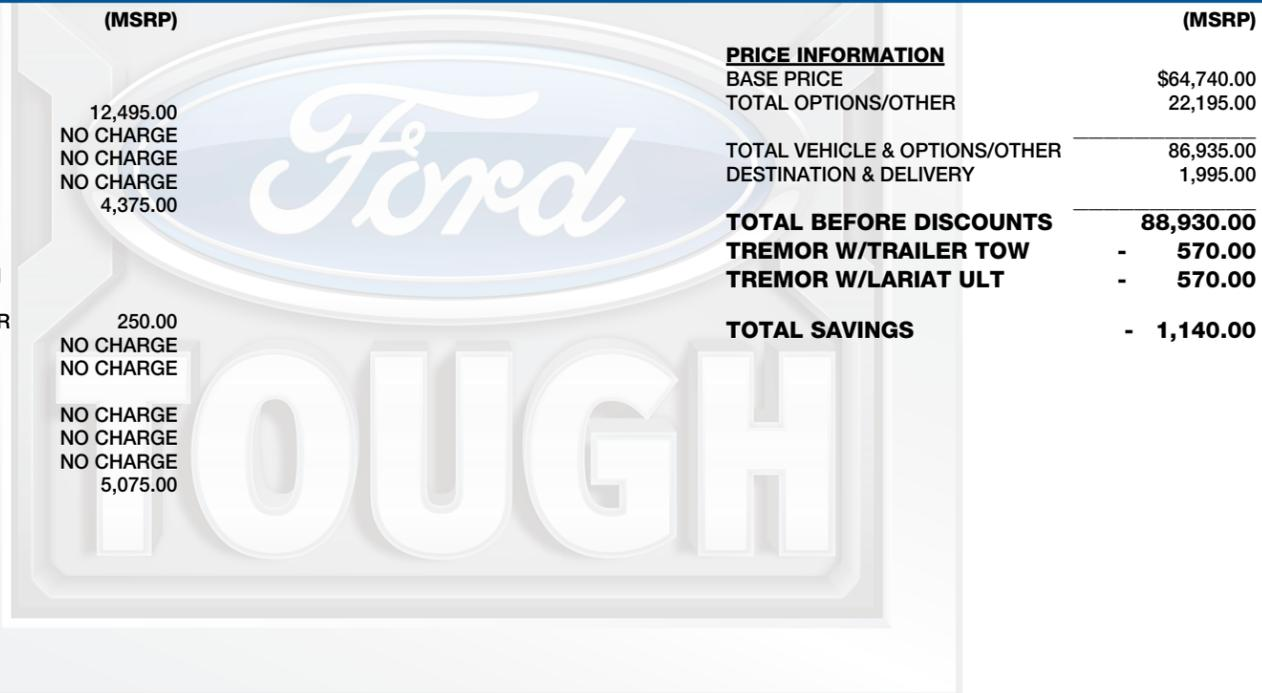 (MSRP)
12,495.00
NO CHARGE
NO CHARGE
NO CHARGE
4,375.00
R 250.00
NO CHARGE
NO CHARGE
NO CHARGE
NO CHARGE
NO CHARGE
5,075.00
Ford
TOUGH
(MSRP)
PRICE INFORMATION
BASE PRICE $64,740.00
TOTAL OPTIONS/OTHER 22,195.00
TOTAL VEHICLE & OPTIONS/OTHER 86,935.00
DESTINATION & DELIVERY 1,995.00
TOTAL BEFORE DISCOUNTS 88,930.00
TREMOR W/TRAILER TOW - 570.00
TREMOR W/LARIAT ULT - 570.00
TOTAL SAVINGS - 1,140.00